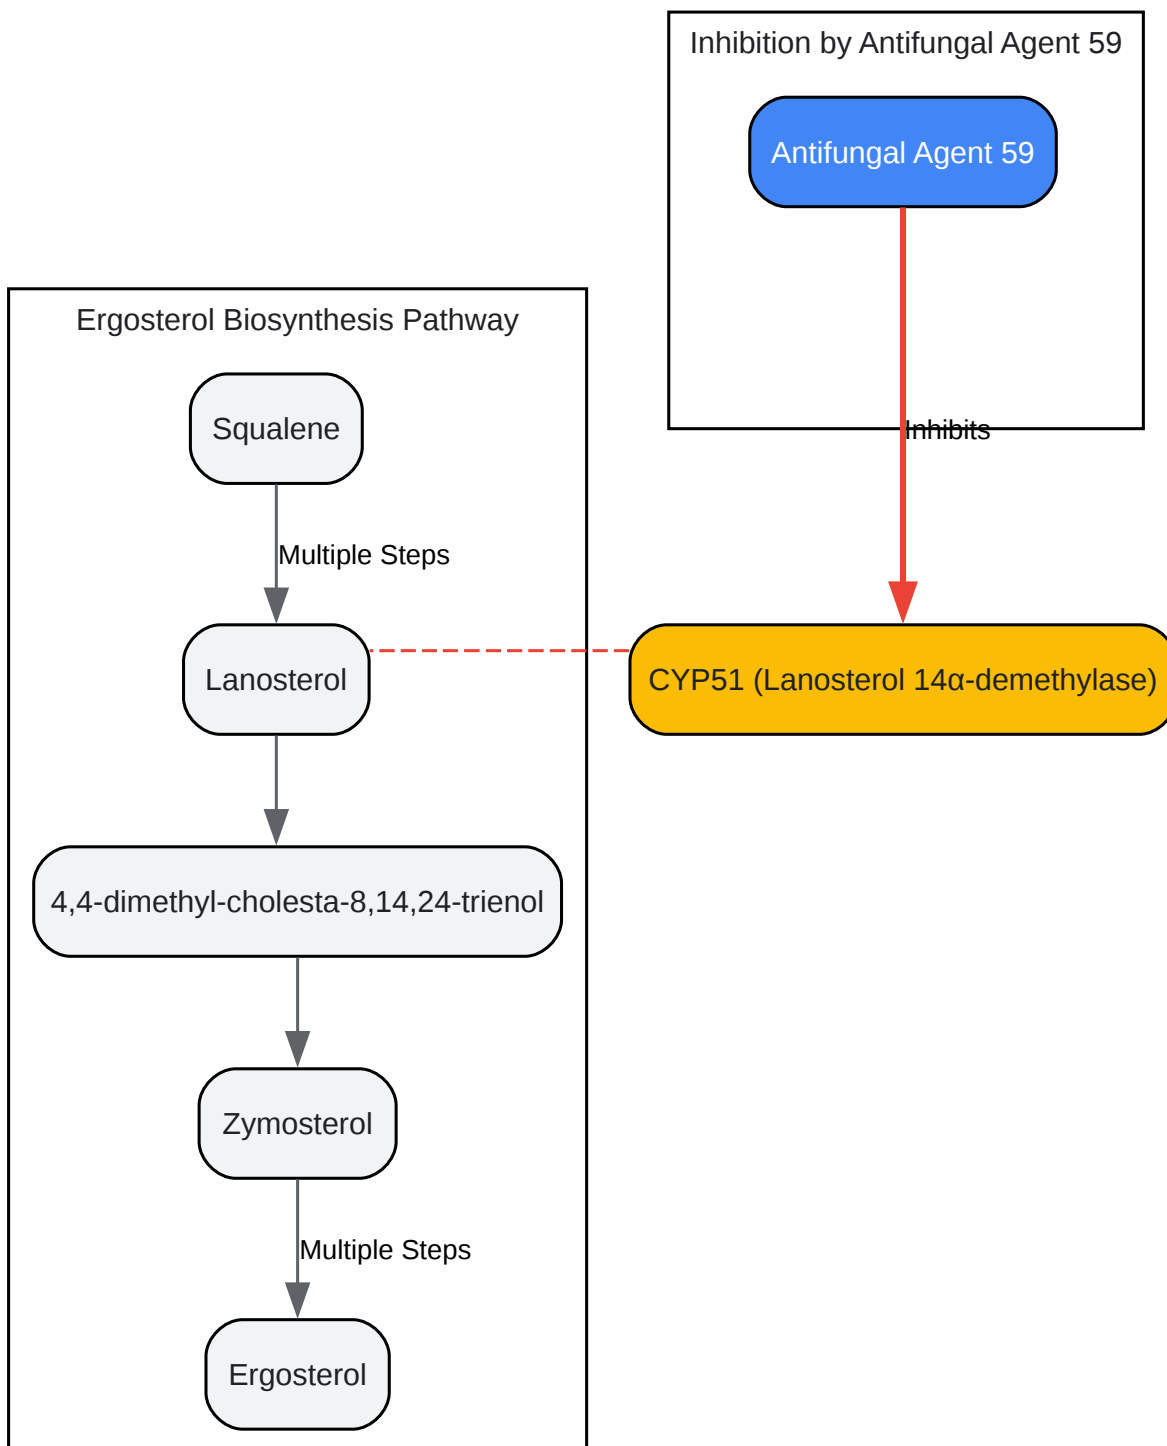 Inhibition by Antifungal Agent 59
Antifungal Agent 59
Inhibits
Ergosterol Biosynthesis Pathway
Squalene
Multiple Steps
Lanosterol
CYP51 (Lanosterol 14α-demethylase)
4,4-dimethyl-cholesta-8,14,24-trienol
Zymosterol
Multiple Steps
Ergosterol